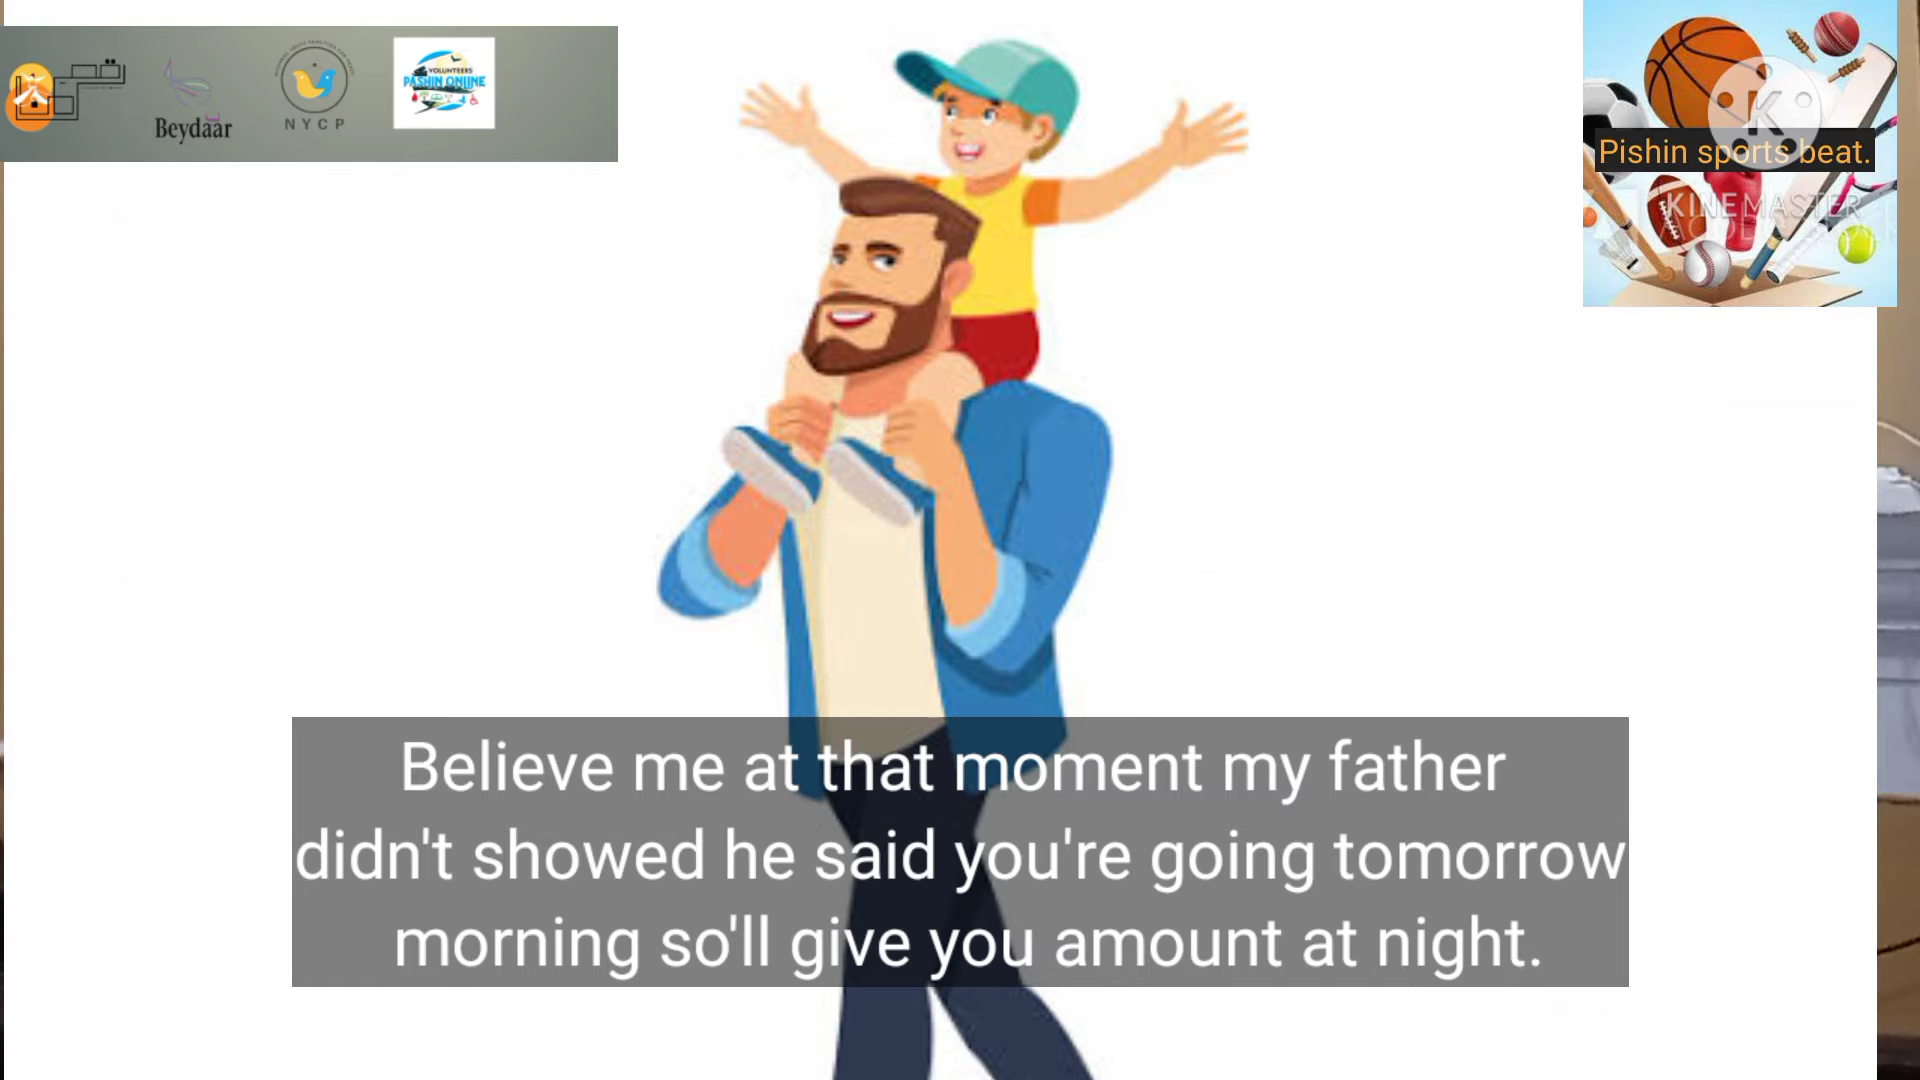 Beydaar
NYCP
VOLUNTEERS
PASHIN ONLINE
Pishin sports beat.
KINEMASTER
Believe me at that moment my father
didn't showed he said you're going tomorrow
morning so'll give you amount at night.